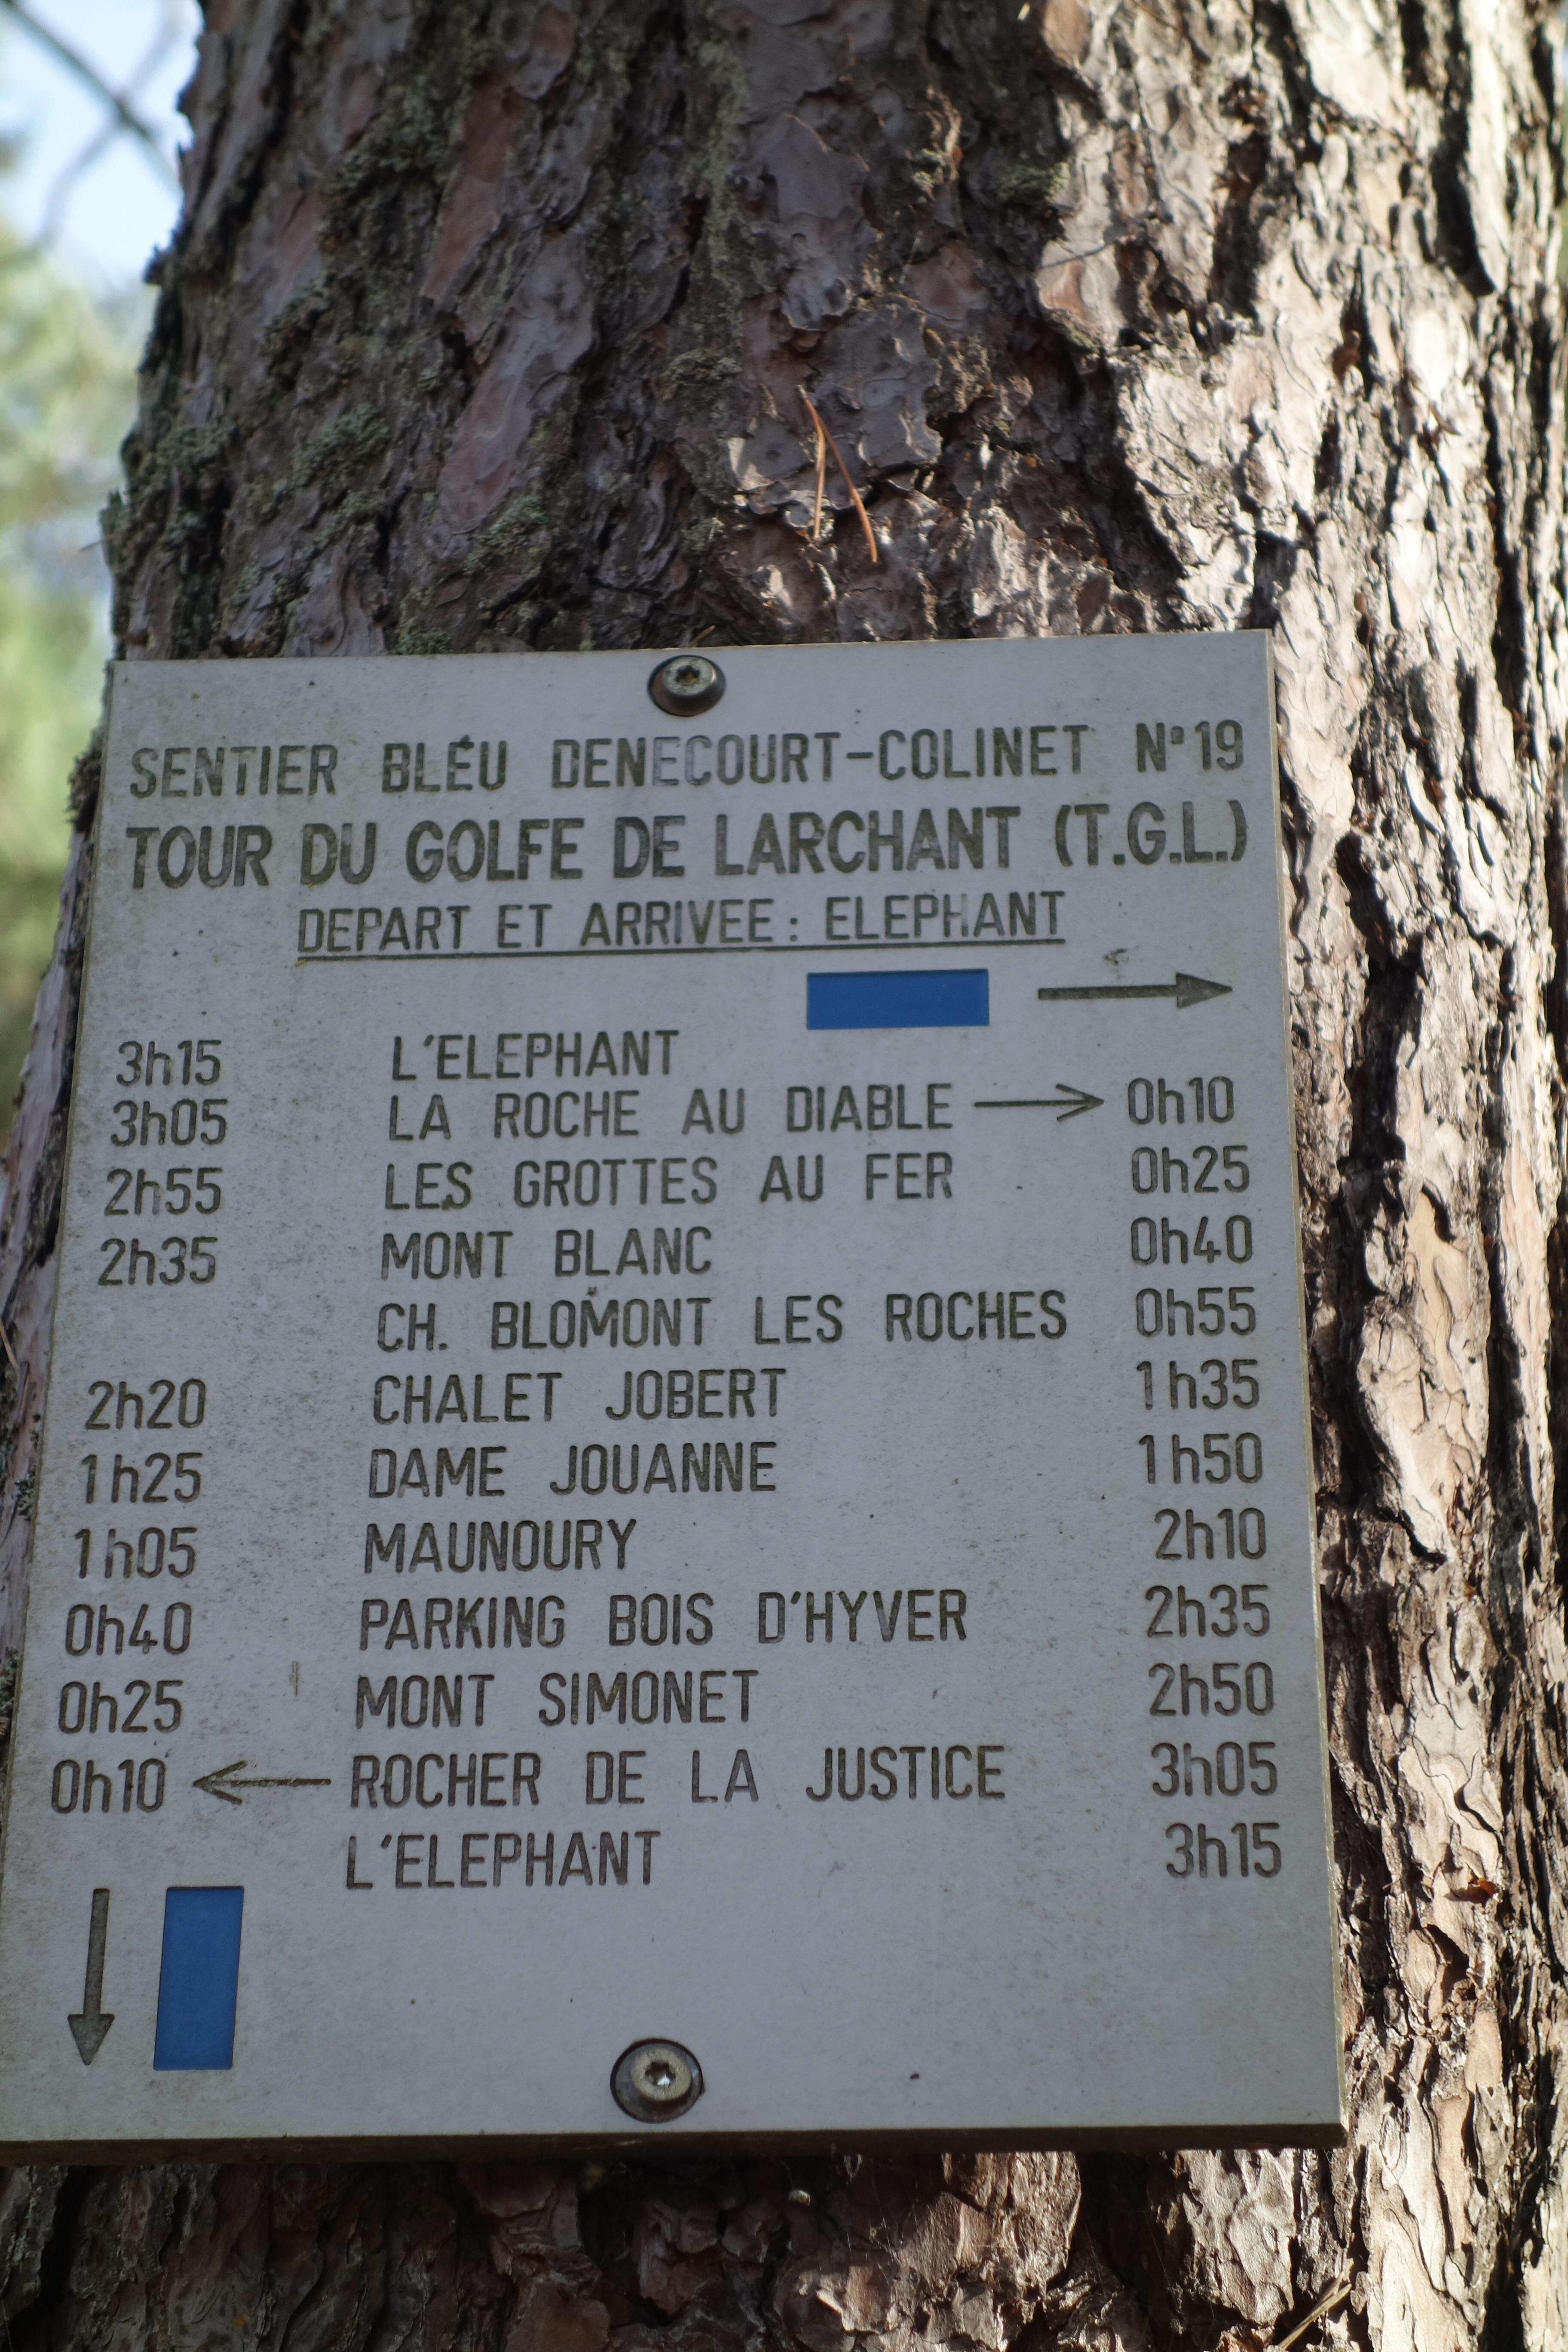 SENTIER BLEU DENECOURT-COLINET N°19
TOUR DU GOLFE DE LARCHANT (T.G.L.)
DEPART ET ARRIVEE : ELEPHANT
3h15 L'ELEPHANT
3h05 LA ROCHE AU DIABLE → 0h10
2h55 LES GROTTES AU FER 0h25
2h35 MONT BLANC 0h40
CH. BLOMONT LES ROCHES 0h55
2h20 CHALET JOBERT 1h35
1h25 DAME JOUANNE 1h50
1h05 MAUNOURY 2h10
0h40 PARKING BOIS D'HYVER 2h35
0h25 MONT SIMONET 2h50
0h10 ← ROCHER DE LA JUSTICE 3h05
L'ELEPHANT 3h15